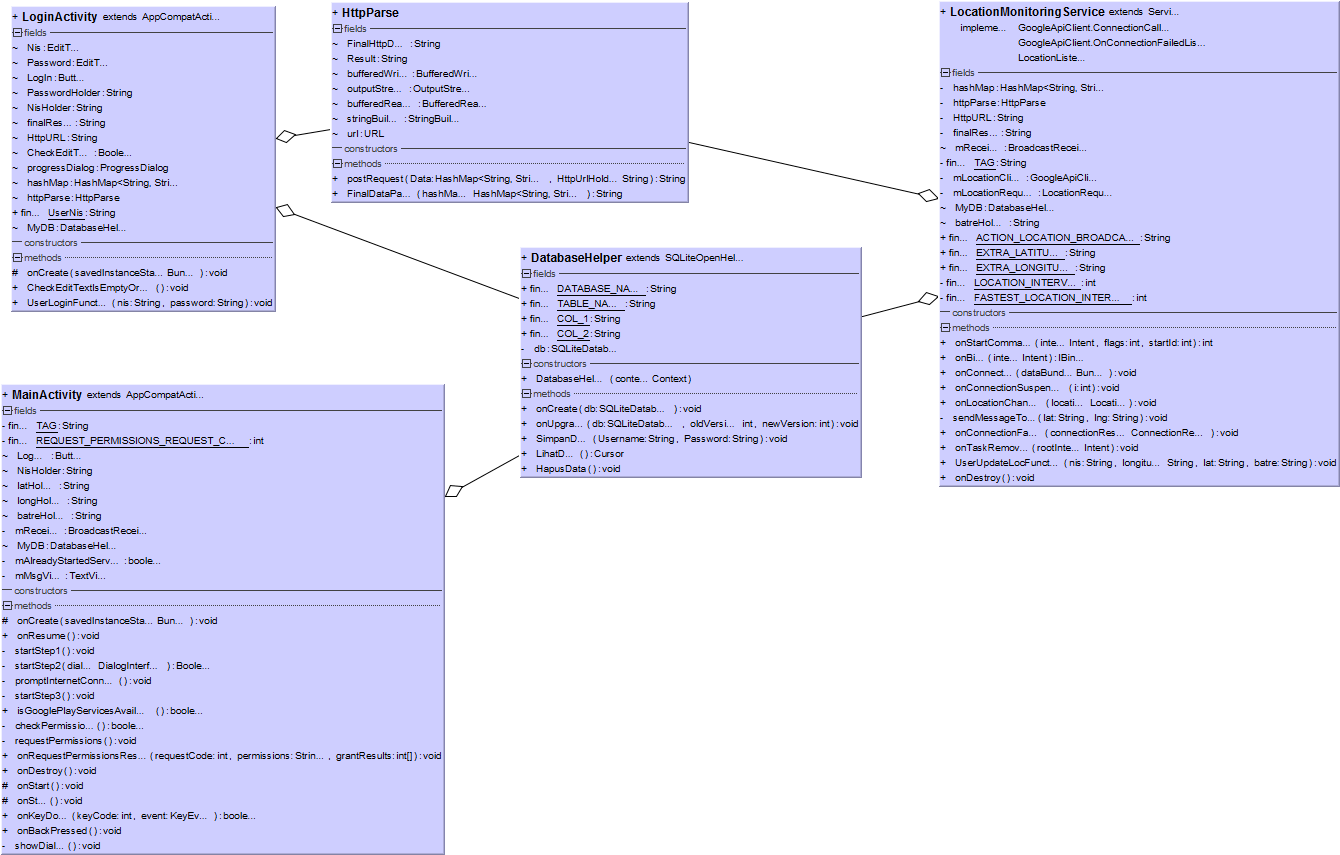 + LoginActivity extends AppCompatActi...
fields
~ Nis:EditT...
~ Password:EditT...
~ LogIn:Butt...
~ PasswordHolder:String
~ NisHolder:String
~ finalRes... :String
~ HttpURL:String
~ CheckEditT... :Boole...
~ progressDialog:ProgressDialog
~ hashMap:HashMap<String, Stri...
~ httpParse:HttpParse
+ fin... UserNis:String
~ MyDB:DatabaseHel...
constructors
methods
# onCreate(savedInstanceSta... Bun... ):void
+ CheckEditTextIsEmptyOr... ():void
+ UserLoginFunct... (nis:String, password:String):void
+ HttpParse
fields
~ FinalHttpD... :String
~ Result:String
~ bufferedWri... :BufferedWri...
~ outputStre... :OutputStre...
~ bufferedRea... :BufferedRea...
~ stringBuil... :StringBuil...
~ url:URL
constructors
methods
+ postRequest(Data:HashMap<String, Stri... , HttpUrlHold... String):String
+ FinalDataPa... (hashMa... HashMap<String, Stri... ):String
+ LocationMonitoringService extends Servi...
impleme... GoogleApiClient.ConnectionCall...
GoogleApiClient.OnConnectionFailedLis...
LocationListe...
fields
- hashMap:HashMap<String, Stri...
- httpParse:HttpParse
- HttpURL:String
- finalRes... :String
~ mRecei... :BroadcastRecei...
- fin... TAG:String
- mLocationCli... :GoogleApiCli...
- mLocationRequ... :LocationRequ...
~ MyDB:DatabaseHel...
~ batreHol... :String
+ fin... ACTION_LOCATION_BROADCA... :String
+ fin... EXTRA_LATITU... :String
+ fin... EXTRA_LONGITU... :String
- fin... LOCATION_INTERV... :int
- fin... FASTEST_LOCATION_INTER... :int
constructors
methods
+ onStartComma... (inte... Intent, flags:int, startId:int):int
+ onBi... (inte... Intent):IBin...
+ onConnect... (dataBund... Bun... ):void
+ onConnectionSuspen... (i:int):void
+ onLocationChan... (locati... Locati... ):void
- sendMessageTo... (lat:String, lng:String):void
+ onConnectionFa... (connectionRes... ConnectionRe... ):void
+ onTaskRemov... (rootInte... Intent):void
+ UserUpdateLocFunct... (nis:String, longitu... String, lat:String, batre:String):void
+ onDestroy():void
+ DatabaseHelper extends SQLiteOpenHel...
fields
+ fin... DATABASE_NA... :String
+ fin... TABLE_NA... :String
+ fin... COL_1:String
+ fin... COL_2:String
- db:SQLiteDatab...
constructors
+ DatabaseHel... (conte... Context)
methods
+ onCreate(db:SQLiteDatab... ):void
+ onUpgra... (db:SQLiteDatab... , oldVersi... int, newVersion:int):void
+ SimpanD... (Username:String, Password:String):void
+ LihatD... ():Cursor
+ HapusData():void
+ MainActivity extends AppCompatActi...
fields
- fin... TAG:String
- fin... REQUEST_PERMISSIONS_REQUEST_C... :int
~ Log... :Butt...
~ NisHolder:String
~ latHol... :String
~ longHol... :String
~ batreHol... :String
- mRecei... :BroadcastRecei...
~ MyDB:DatabaseHel...
- mAlreadyStartedServ... :boole...
- mMsgVi... :TextVi...
constructors
methods
# onCreate(savedInstanceSta... Bun... ):void
+ onResume():void
- startStep1():void
- startStep2(dial... DialogInterf... ):Boole...
- promptInternetConn... ():void
- startStep3():void
+ isGooglePlayServicesAvail... ():boole...
- checkPermissio... ():boole...
- requestPermissions():void
+ onRequestPermissionsRes... (requestCode:int, permissions:Strin... , grantResults:int[]):void
+ onDestroy():void
# onStart():void
# onSt... ():void
+ onKeyDo... (keyCode:int, event:KeyEv... ):boole...
+ onBackPressed():void
- showDial... ():void